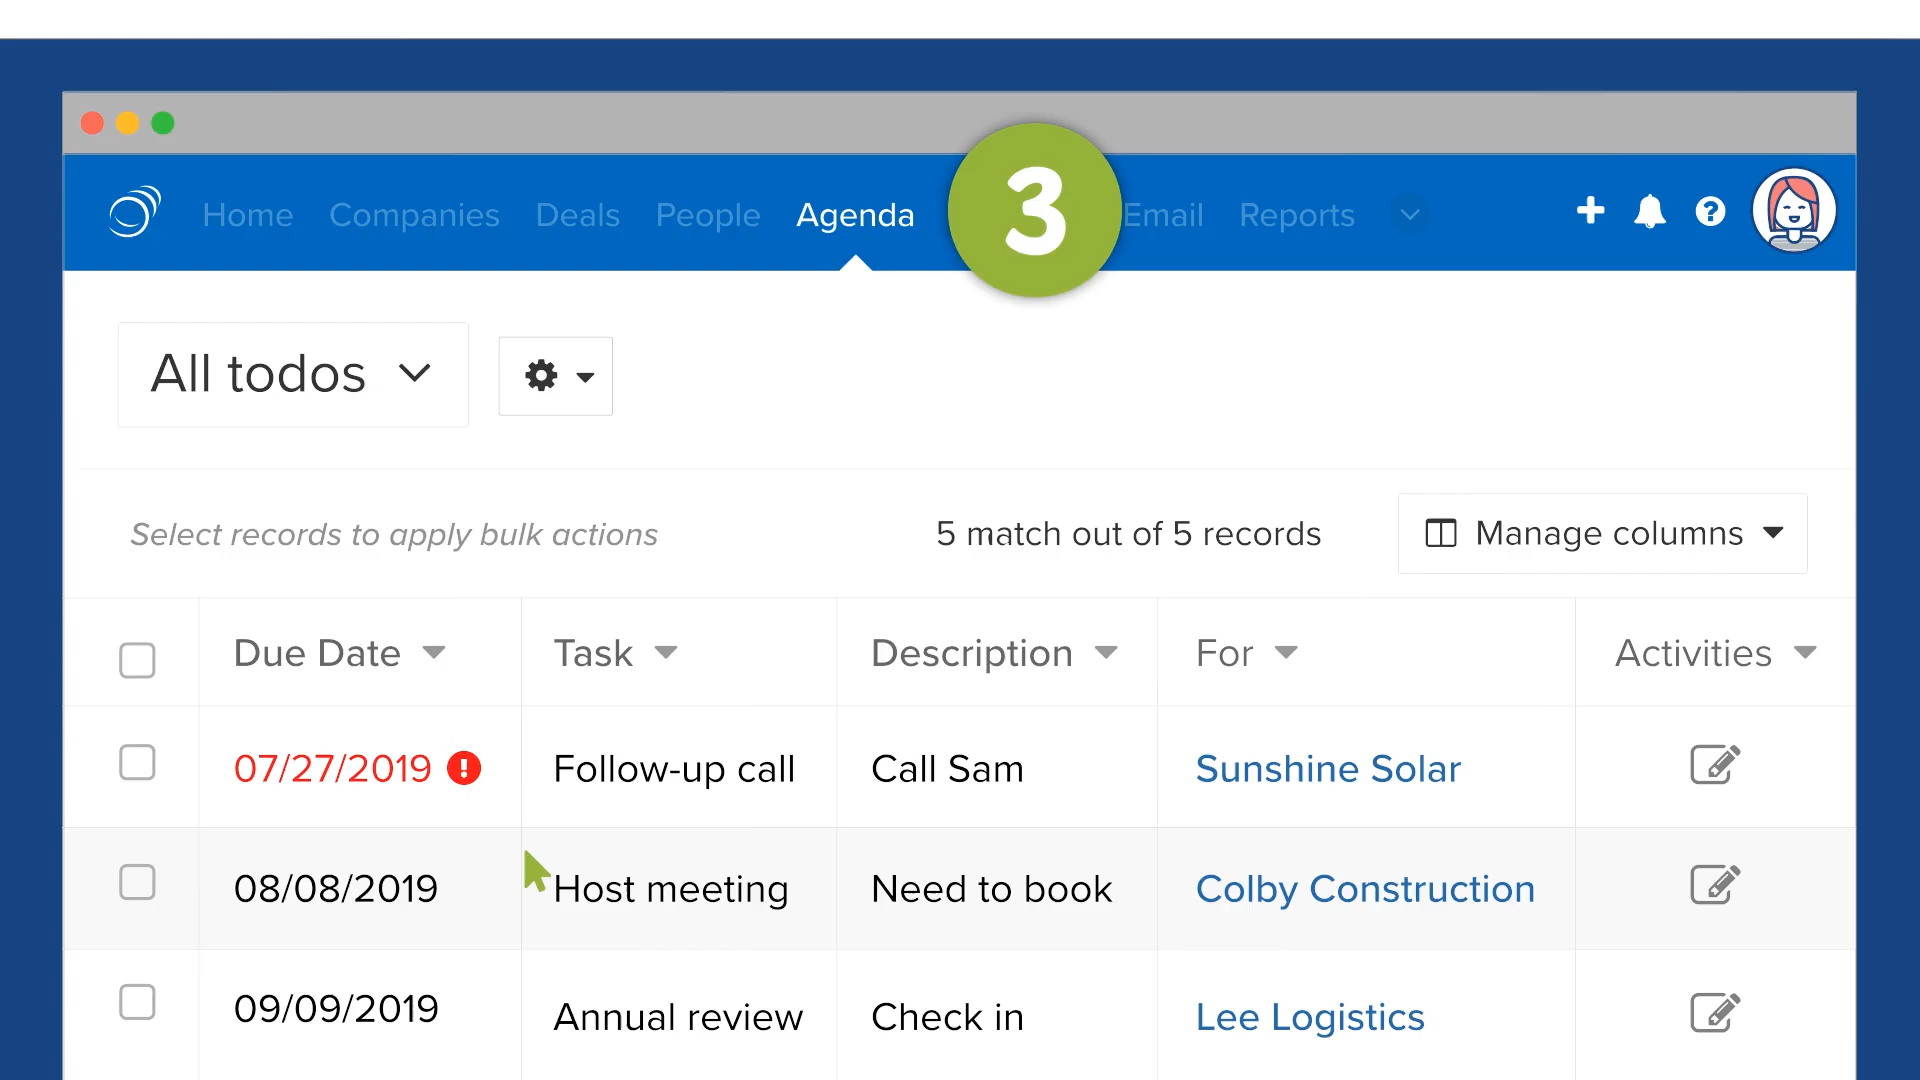 Home Companies Deals People Agenda 3 Email Reports
All todos
Select records to apply bulk actions 5 match out of 5 records Manage columns
Due Date Task Description For Activities
07/27/2019 Follow-up call Call Sam Sunshine Solar
08/08/2019 Host meeting Need to book Colby Construction
09/09/2019 Annual review Check in Lee Logistics